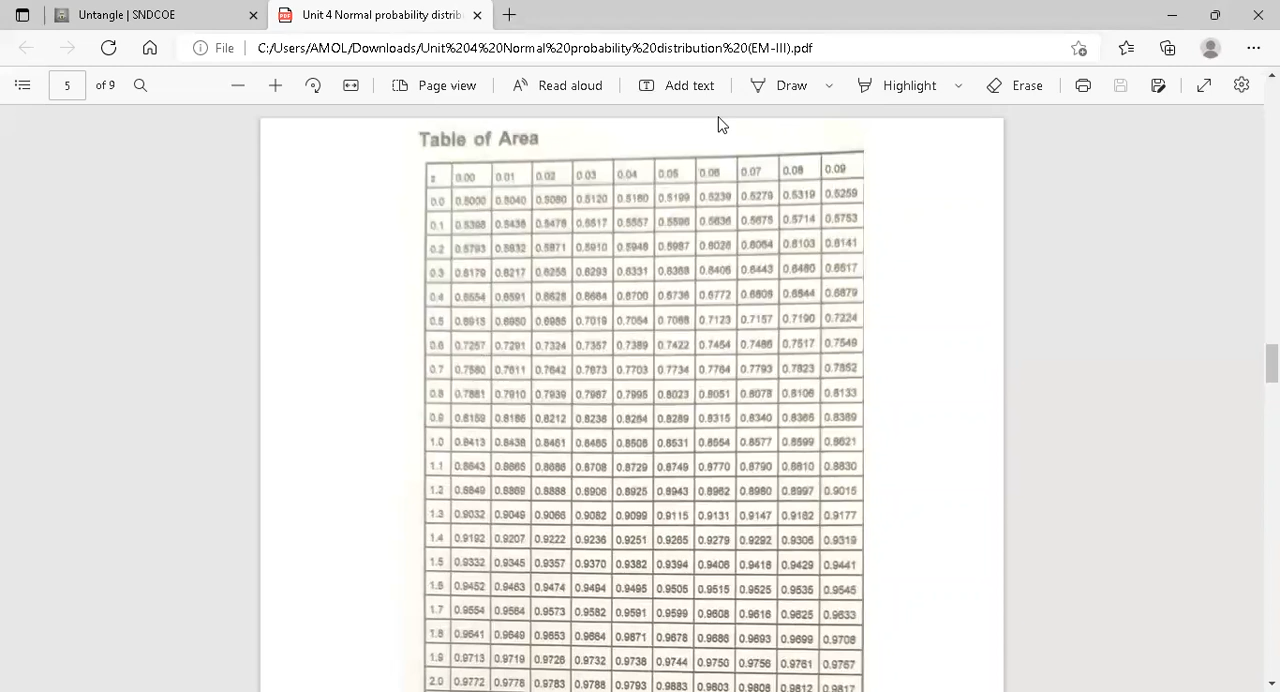 Untangle | SNDCOE
Unit 4 Normal probability distrib
File
C:/Users/AMOL/Downloads/Unit%204%20Normal%20probability%20distribution%20(EM-III).pdf
5 of 9
Page view
Read aloud
Add text
Draw
Highlight
Erase
Table of Area
z 0.00 0.01 0.02 0.03 0.04 0.05 0.06 0.07 0.08 0.09
0.0 0.5000 0.5040 0.5080 0.5120 0.5160 0.5199 0.5239 0.5279 0.5319 0.5259
0.1 0.5398 0.5438 0.5478 0.5517 0.5557 0.5596 0.5636 0.5675 0.5714 0.5753
0.2 0.5793 0.5832 0.5871 0.5910 0.5948 0.5987 0.6026 0.6064 0.6103 0.6141
0.3 0.6179 0.6217 0.6255 0.6293 0.6331 0.6368 0.6406 0.6443 0.6480 0.6517
0.4 0.6554 0.6591 0.6628 0.6664 0.6700 0.6736 0.6772 0.6808 0.6844 0.6879
0.5 0.6915 0.6950 0.6985 0.7019 0.7054 0.7088 0.7123 0.7157 0.7190 0.7224
0.6 0.7257 0.7291 0.7324 0.7357 0.7389 0.7422 0.7454 0.7486 0.7517 0.7549
0.7 0.7580 0.7611 0.7642 0.7673 0.7703 0.7734 0.7764 0.7793 0.7823 0.7852
0.8 0.7881 0.7910 0.7939 0.7967 0.7995 0.8023 0.8051 0.8078 0.8106 0.8133
0.9 0.8159 0.8186 0.8212 0.8238 0.8264 0.8289 0.8315 0.8340 0.8365 0.8389
1.0 0.8413 0.8438 0.8461 0.8485 0.8508 0.8531 0.8554 0.8577 0.8599 0.8621
1.1 0.8643 0.8665 0.8686 0.8708 0.8729 0.8749 0.8770 0.8790 0.8810 0.8830
1.2 0.8849 0.8869 0.8888 0.8906 0.8925 0.8943 0.8962 0.8980 0.8997 0.9015
1.3 0.9032 0.9049 0.9066 0.9082 0.9099 0.9115 0.9131 0.9147 0.9162 0.9177
1.4 0.9192 0.9207 0.9222 0.9236 0.9251 0.9265 0.9279 0.9292 0.9306 0.9319
1.5 0.9332 0.9345 0.9357 0.9370 0.9382 0.9394 0.9406 0.9418 0.9429 0.9441
1.6 0.9452 0.9463 0.9474 0.9494 0.9495 0.9505 0.9515 0.9525 0.9535 0.9545
1.7 0.9554 0.9564 0.9573 0.9582 0.9591 0.9599 0.9608 0.9616 0.9625 0.9633
1.8 0.9641 0.9649 0.9653 0.9664 0.9671 0.9678 0.9686 0.9693 0.9699 0.9706
1.9 0.9713 0.9719 0.9726 0.9732 0.9738 0.9744 0.9750 0.9756 0.9761 0.9767
2.0 0.9772 0.9778 0.9783 0.9788 0.9793 0.9883 0.9803 0.9808 0.9812 0.9817